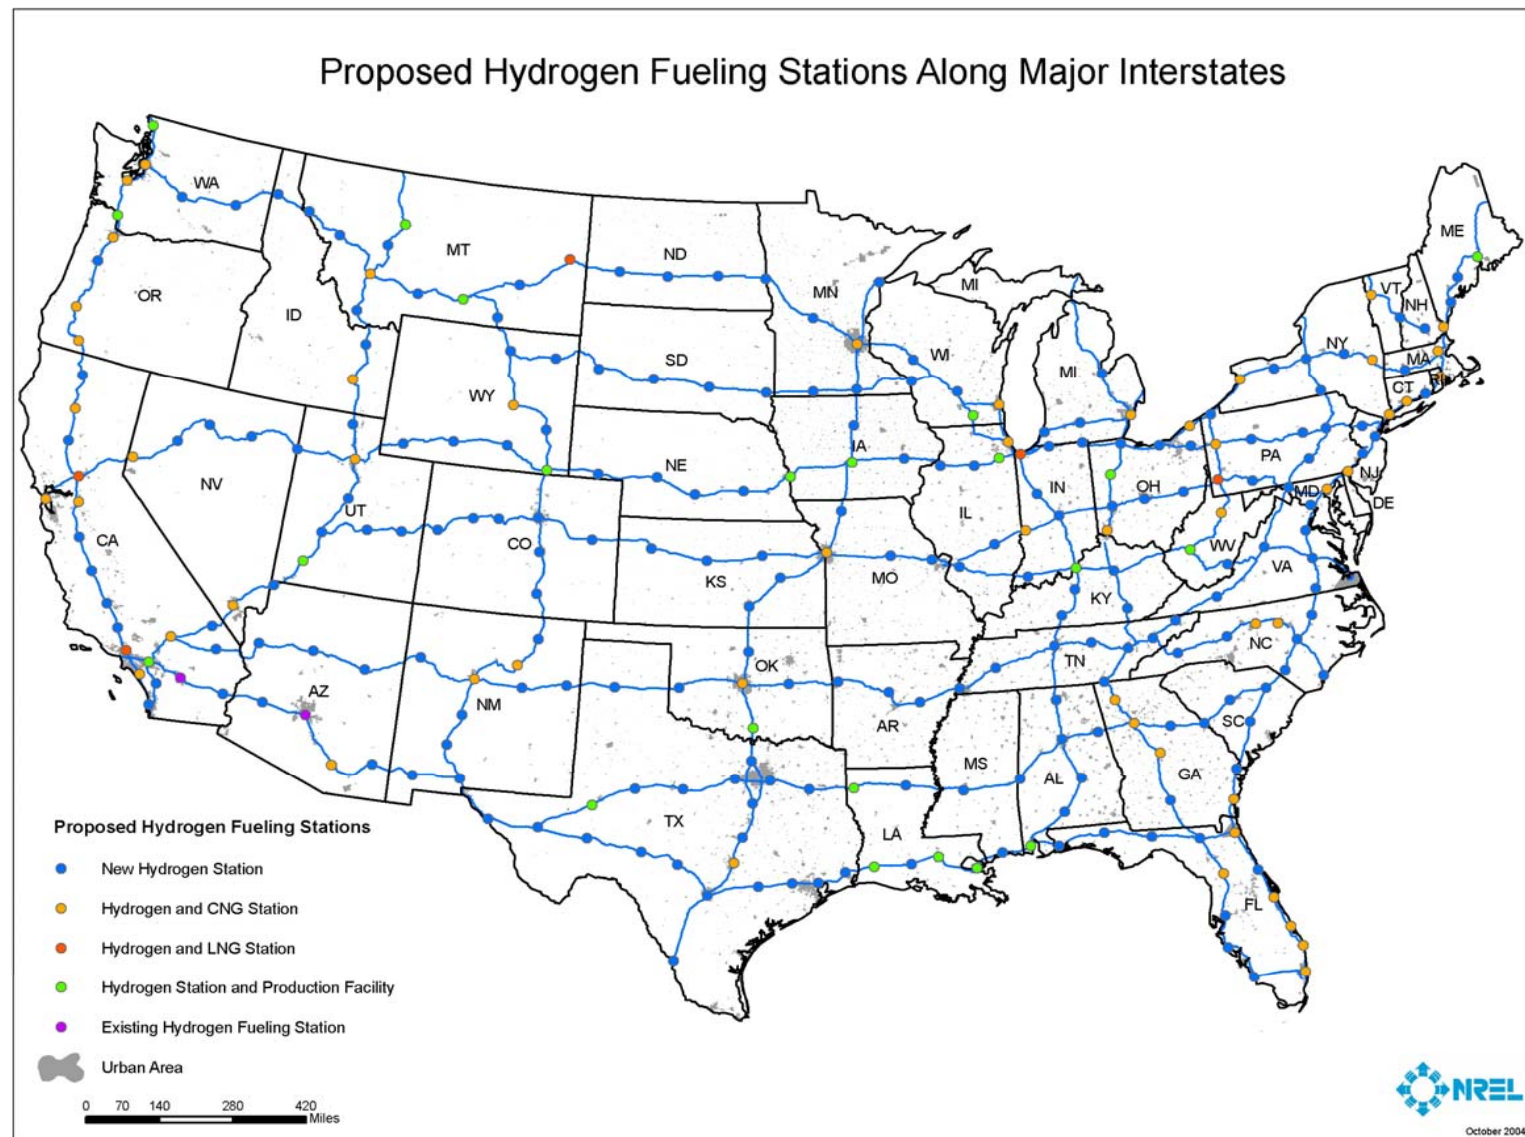 Proposed Hydrogen Fueling Stations Along Major Interstates
WA
MT
ND
MN
MI
ME
VT
NH
OR
ID
SD
WI
MI
NY
MA
CT
RI
WY
IA
PA
NJ
NV
UT
NE
IL
IN
OH
MD
DE
CA
CO
KS
MO
WV
VA
KY
AZ
NM
OK
TN
NC
AR
SC
MS
AL
GA
TX
LA
FL
Proposed Hydrogen Fueling Stations
New Hydrogen Station
Hydrogen and CNG Station
Hydrogen and LNG Station
Hydrogen Station and Production Facility
Existing Hydrogen Fueling Station
Urban Area
0 70 140 280 420
Miles
NREL
October 2004